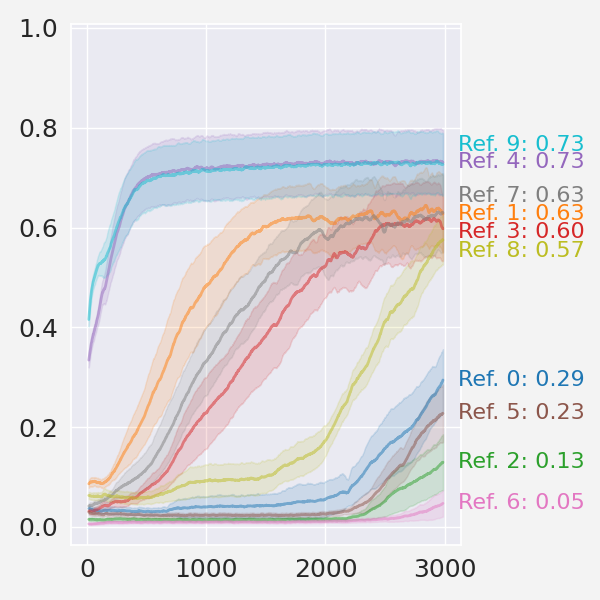 1.0
0.8
0.6
0.4
0.2
0.0
0
1000
2000
3000
Ref. 9: 0.73
Ref. 4: 0.73
Ref. 7: 0.63
Ref. 1: 0.63
Ref. 3: 0.60
Ref. 8: 0.57
Ref. 0: 0.29
Ref. 5: 0.23
Ref. 2: 0.13
Ref. 6: 0.05